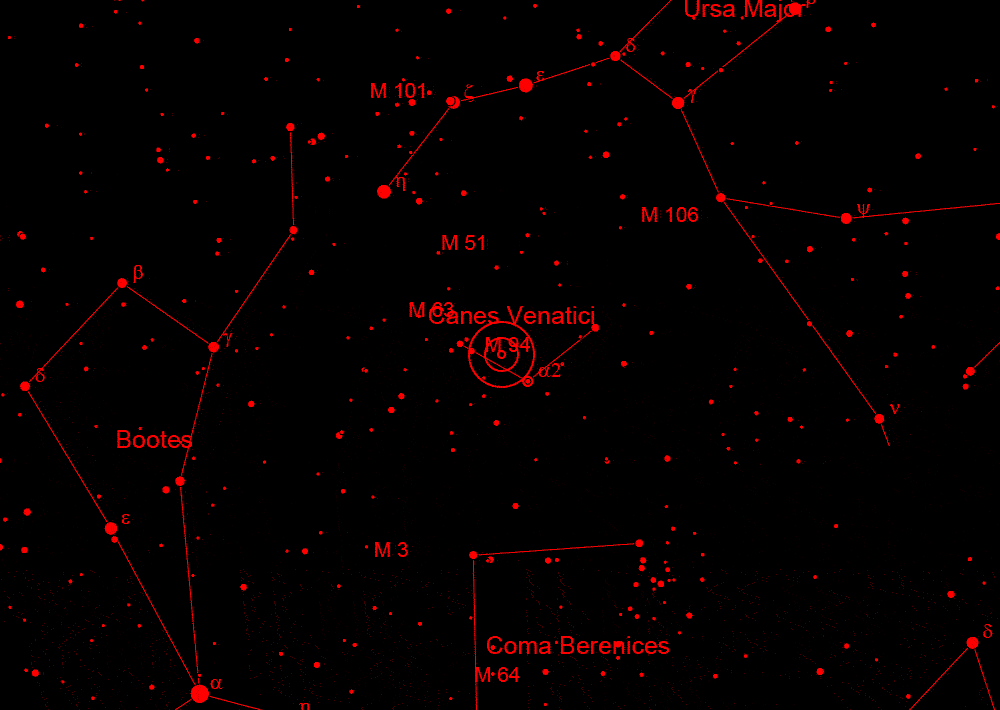 Ursa Major
β
δ
ε
M 101
ζ
γ
η
ψ
M 106
M 51
β
M 63
Canes Venatici
γ
M 94
α2
δ
ν
Bootes
ε
M 3
δ
Coma Berenices
M 64
α
η